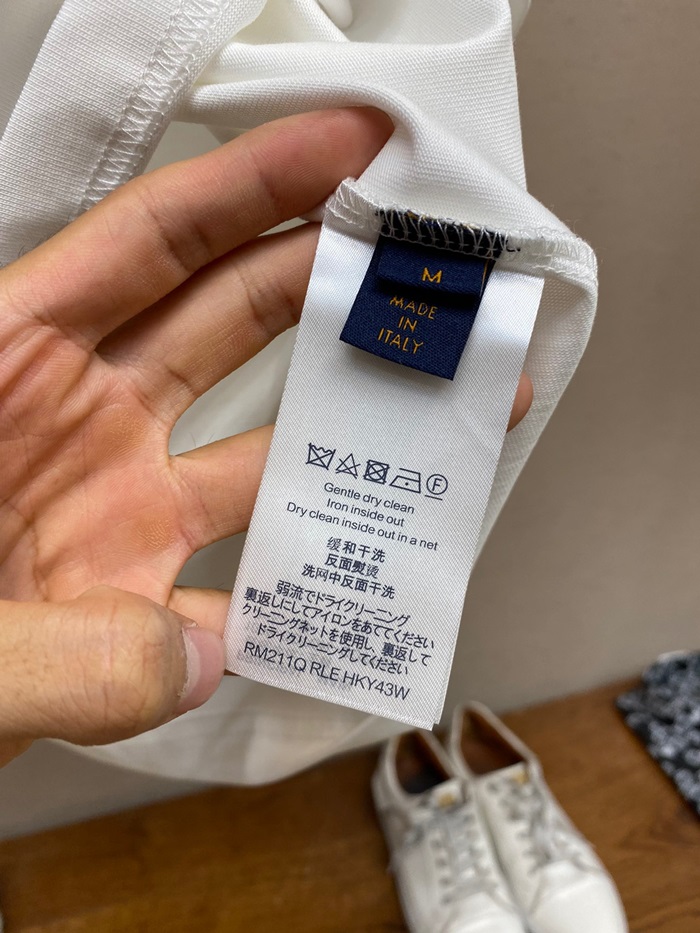 M
MADE
IN
ITALY
F
Gentle dry clean
Iron inside out
Dry clean inside out in a net
缓和干洗
反面熨烫
洗网中反面干洗
弱流でドライクリーニング
裏返しにしてアイロンをあててください
クリーニングネットを使用し、裏返して
ドライクリーニングしてください
RM211Q RLE HKY43W